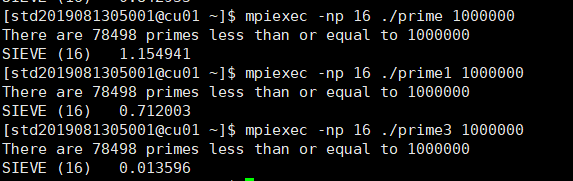 [std2019081305001@cu01 ~]$ mpiexec -np 16 ./prime 1000000
There are 78498 primes less than or equal to 1000000
SIEVE (16)   1.154941
[std2019081305001@cu01 ~]$ mpiexec -np 16 ./prime1 1000000
There are 78498 primes less than or equal to 1000000
SIEVE (16)   0.712003
[std2019081305001@cu01 ~]$ mpiexec -np 16 ./prime3 1000000
There are 78498 primes less than or equal to 1000000
SIEVE (16)   0.013596